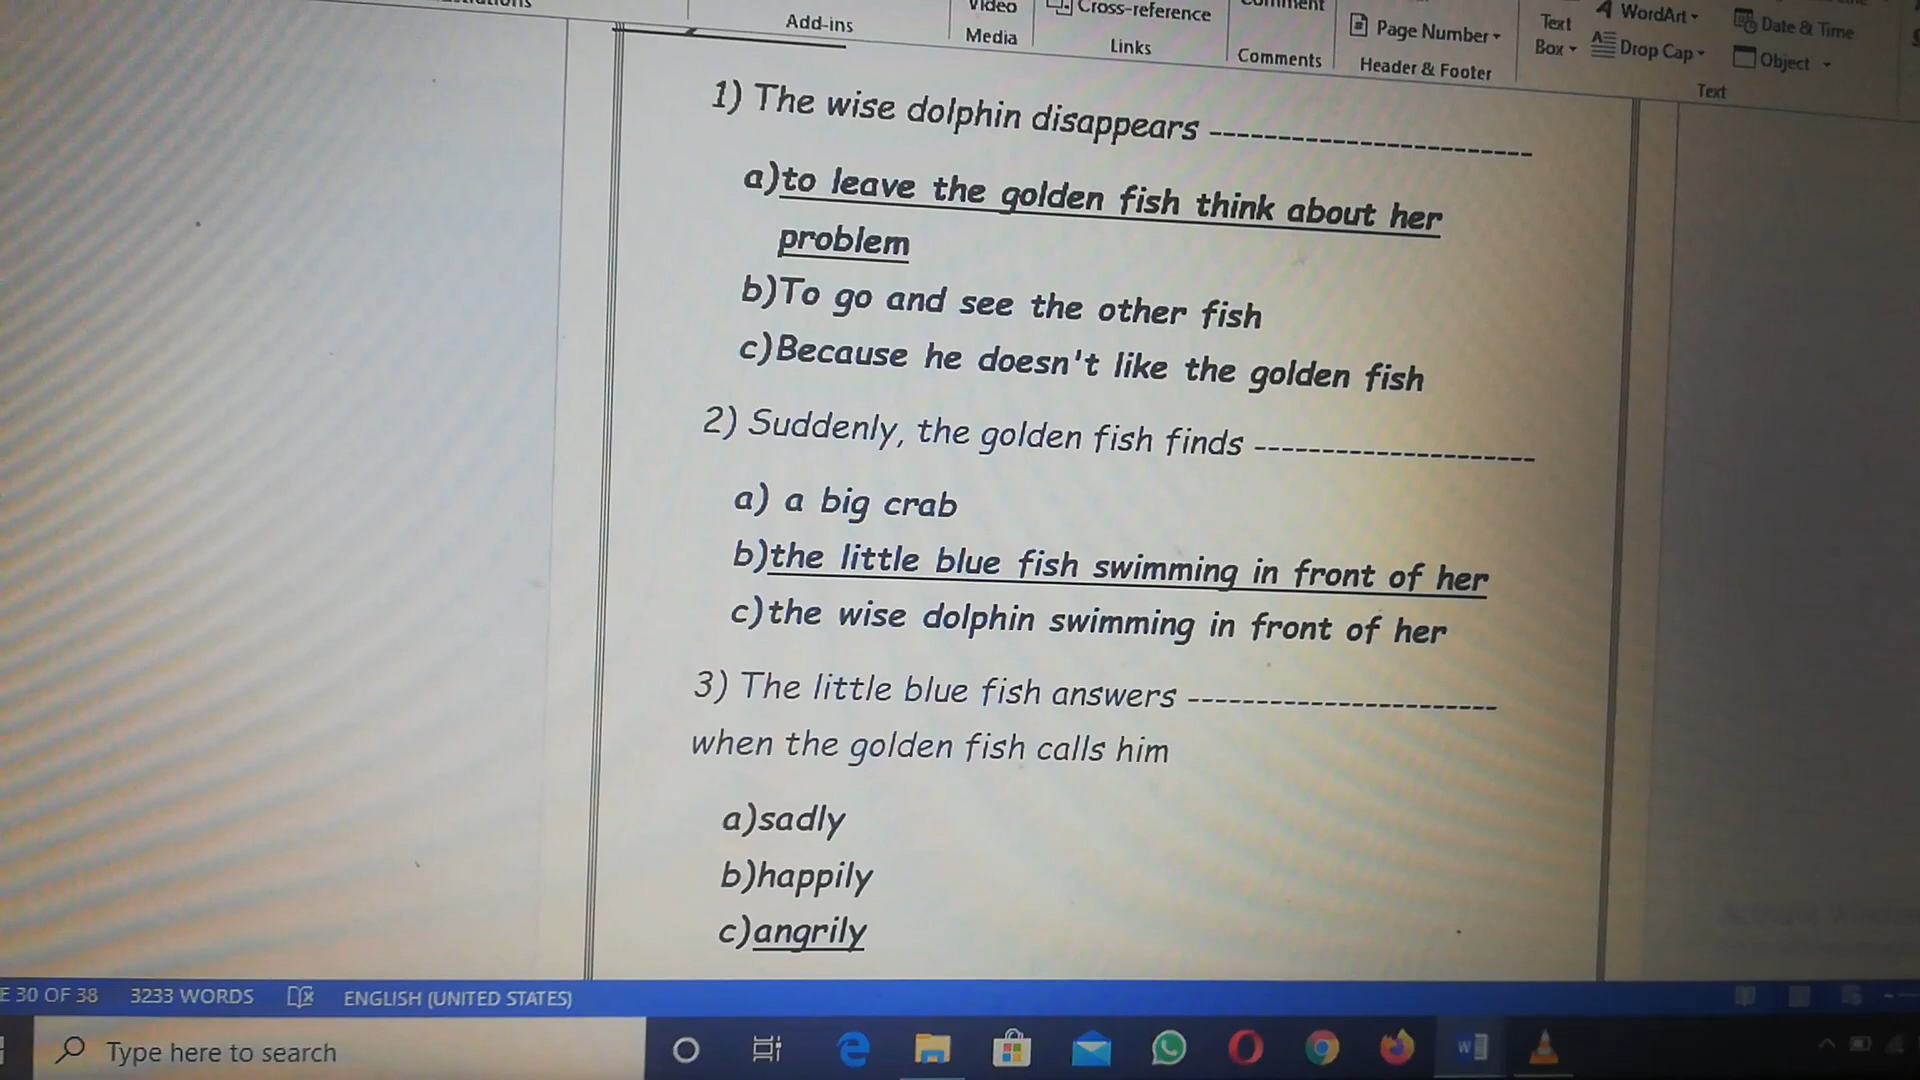 Add-ins
Video
Media
Cross-reference
Links
Comment
Comments
Page Number
Header & Footer
Text
Box
WordArt
Drop Cap
Date & Time
Object
Text
1) The wise dolphin disappears -----------------------
a)to leave the golden fish think about her
problem
b)To go and see the other fish
c)Because he doesn't like the golden fish
2) Suddenly, the golden fish finds ---------------------
a) a big crab
b)the little blue fish swimming in front of her
c)the wise dolphin swimming in front of her
3) The little blue fish answers -----------------------
when the golden fish calls him
a)sadly
b)happily
c)angrily
E 30 OF 38 3233 WORDS ENGLISH (UNITED STATES)
Type here to search